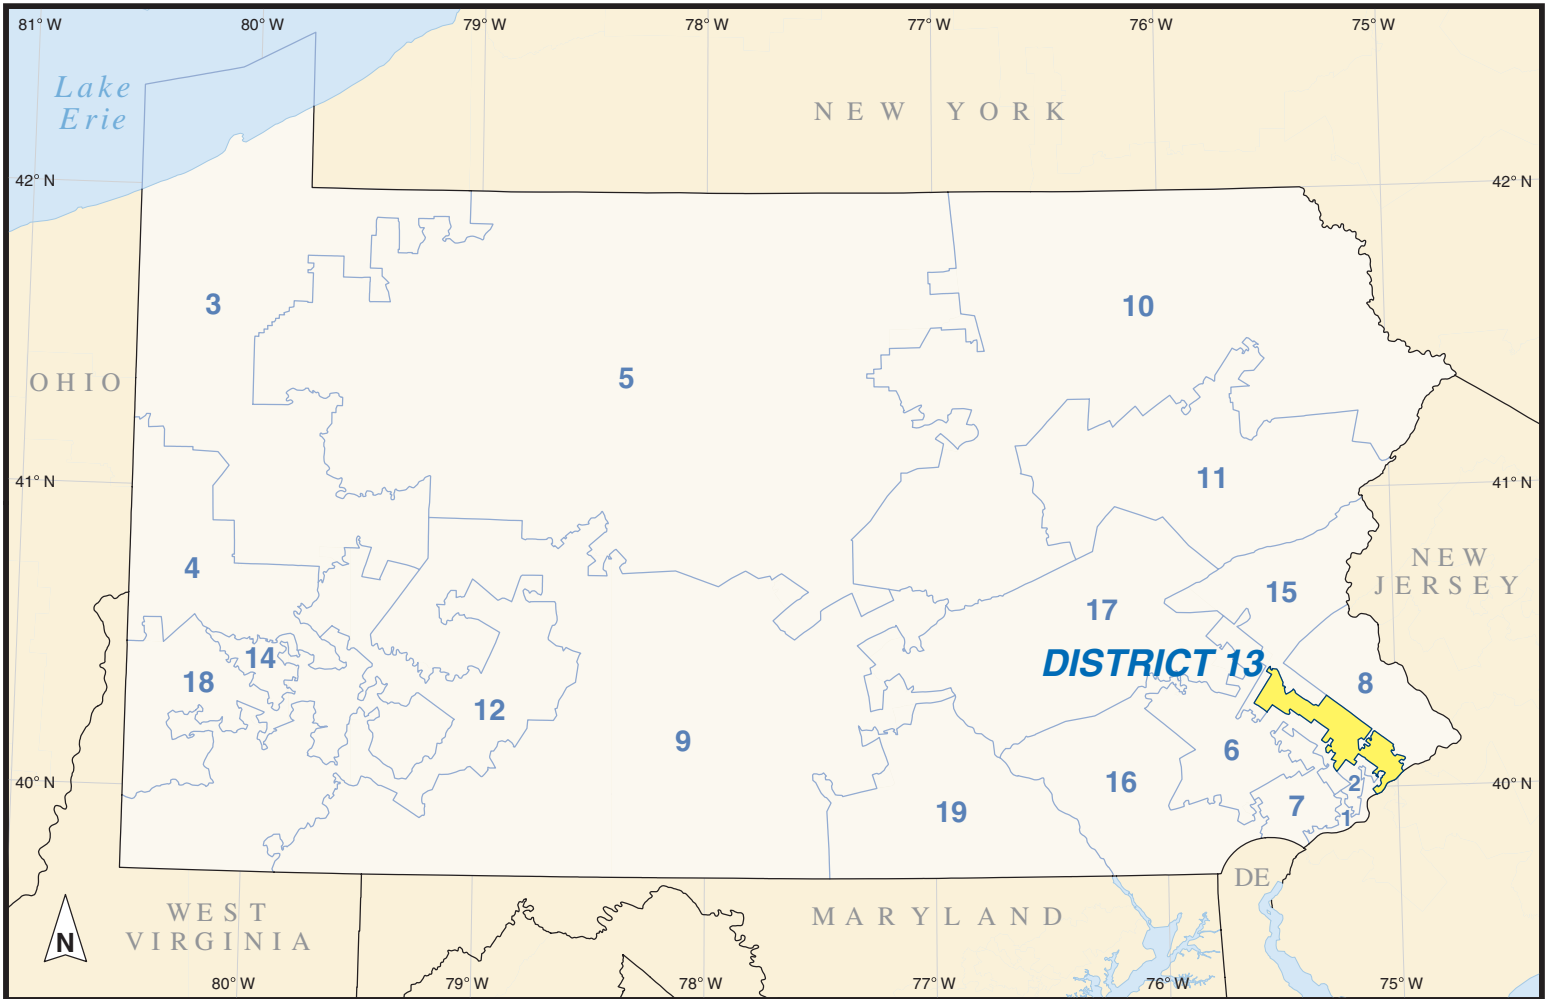 81° W 80° W 79° W 78° W 77° W 76° W 75° W
Lake
Erie
NEW YORK
42° N 42° N
3
10
5
OHIO
41° N 41° N
11
4
NEW
JERSEY
15
17
14
DISTRICT 13
18
8
12
9
6
40° N 40° N
16
2
7
19
1
DE
WEST
VIRGINIA
MARYLAND
N
80° W 79° W 78° W 77° W 76° W 75° W